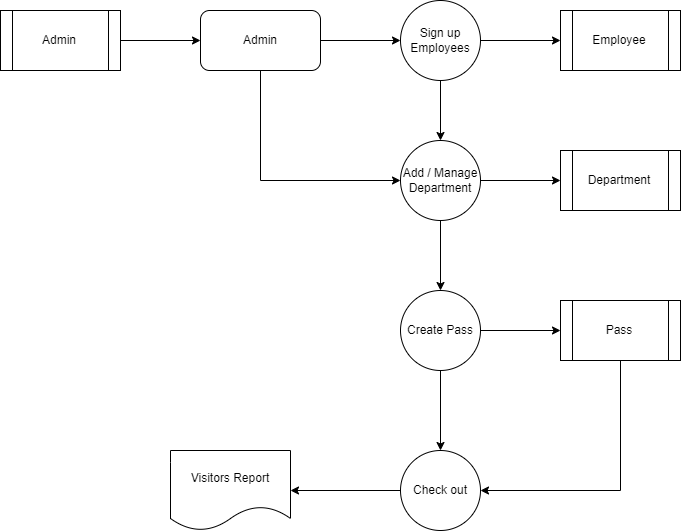 Admin
Admin
Sign up
Employees
Employee
Add / Manage
Department
Department
Create Pass
Pass
Visitors Report
Check out